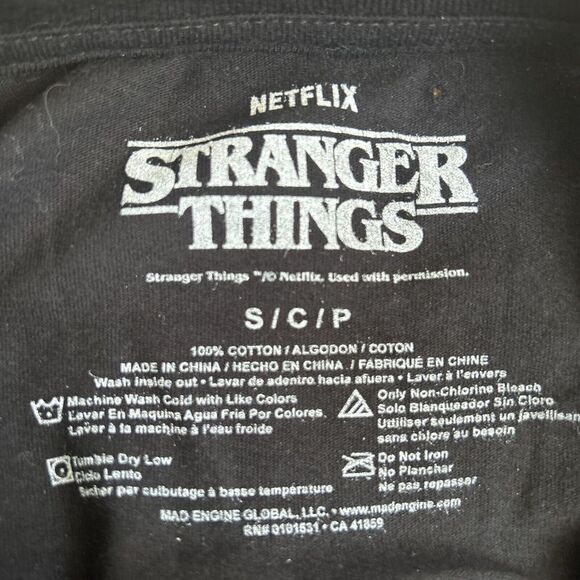 NETFLIX
STRANGER
THINGS
Stranger Things ™/© Netflix. Used with permission.
S / C / P
100% COTTON / ALGODON / COTON
MADE IN CHINA / HECHO EN CHINA / FABRIQUÉ EN CHINE
Wash inside out • Lavar de adentro hacia afuera • Laver à l'envers
Machine Wash Cold with Like Colors
Lavar En Maquina Agua Fria Por Colores
Laver à la machine à l'eau froide
Only Non-Chlorine Bleach
Solo Blanqueador Sin Cloro
Utiliser seulement un javellisan
sans chlore au besoin
Tumble Dry Low
Ciclo Lento
Sécher par culbutage à basse température
Do Not Iron
No Planchar
Ne pas repasser
MAD ENGINE GLOBAL, LLC. • www.madengine.com
RN# 0101531 • CA 41859